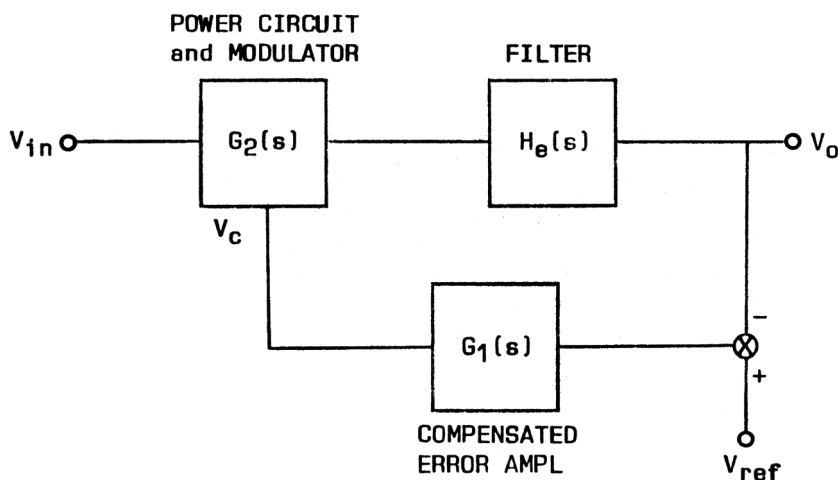 POWER CIRCUIT
and MODULATOR
FILTER
Vin
G2(s)
He(s)
Vo
Vc
G1(s)
-
+
COMPENSATED
ERROR AMPL
Vref